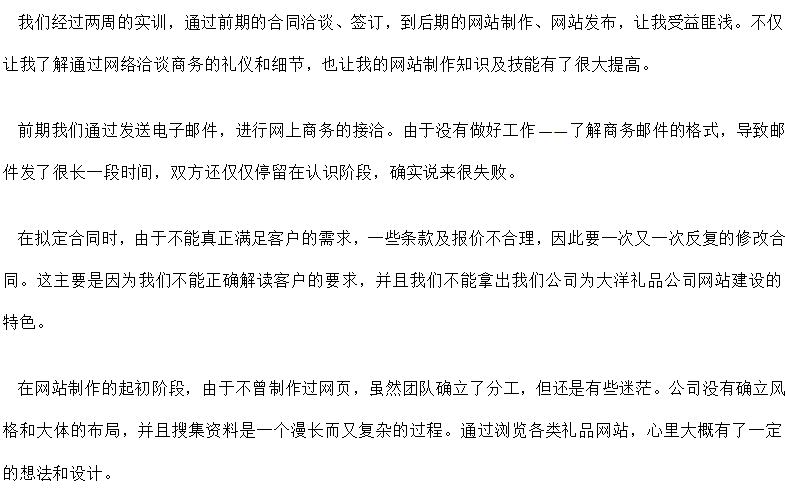 我们经过两周的实训，通过前期的合同洽谈、签订，到后期的网站制作、网站发布，让我受益匪浅。不仅
让我了解通过网络洽谈商务的礼仪和细节，也让我的网站制作知识及技能有了很大提高。
前期我们通过发送电子邮件，进行网上商务的接洽。由于没有做好工作——了解商务邮件的格式，导致邮
件发了很长一段时间，双方还仅仅停留在认识阶段，确实说来很失败。
在拟定合同时，由于不能真正满足客户的需求，一些条款及报价不合理，因此要一次又一次反复的修改合
同。这主要是因为我们不能正确解读客户的要求，并且我们不能拿出我们公司为大洋礼品公司网站建设的
特色。
在网站制作的起初阶段，由于不曾制作过网页，虽然团队确立了分工，但还是有些迷茫。公司没有确立风
格和大体的布局，并且搜集资料是一个漫长而又复杂的过程。通过浏览各类礼品网站，心里大概有了一定
的想法和设计。